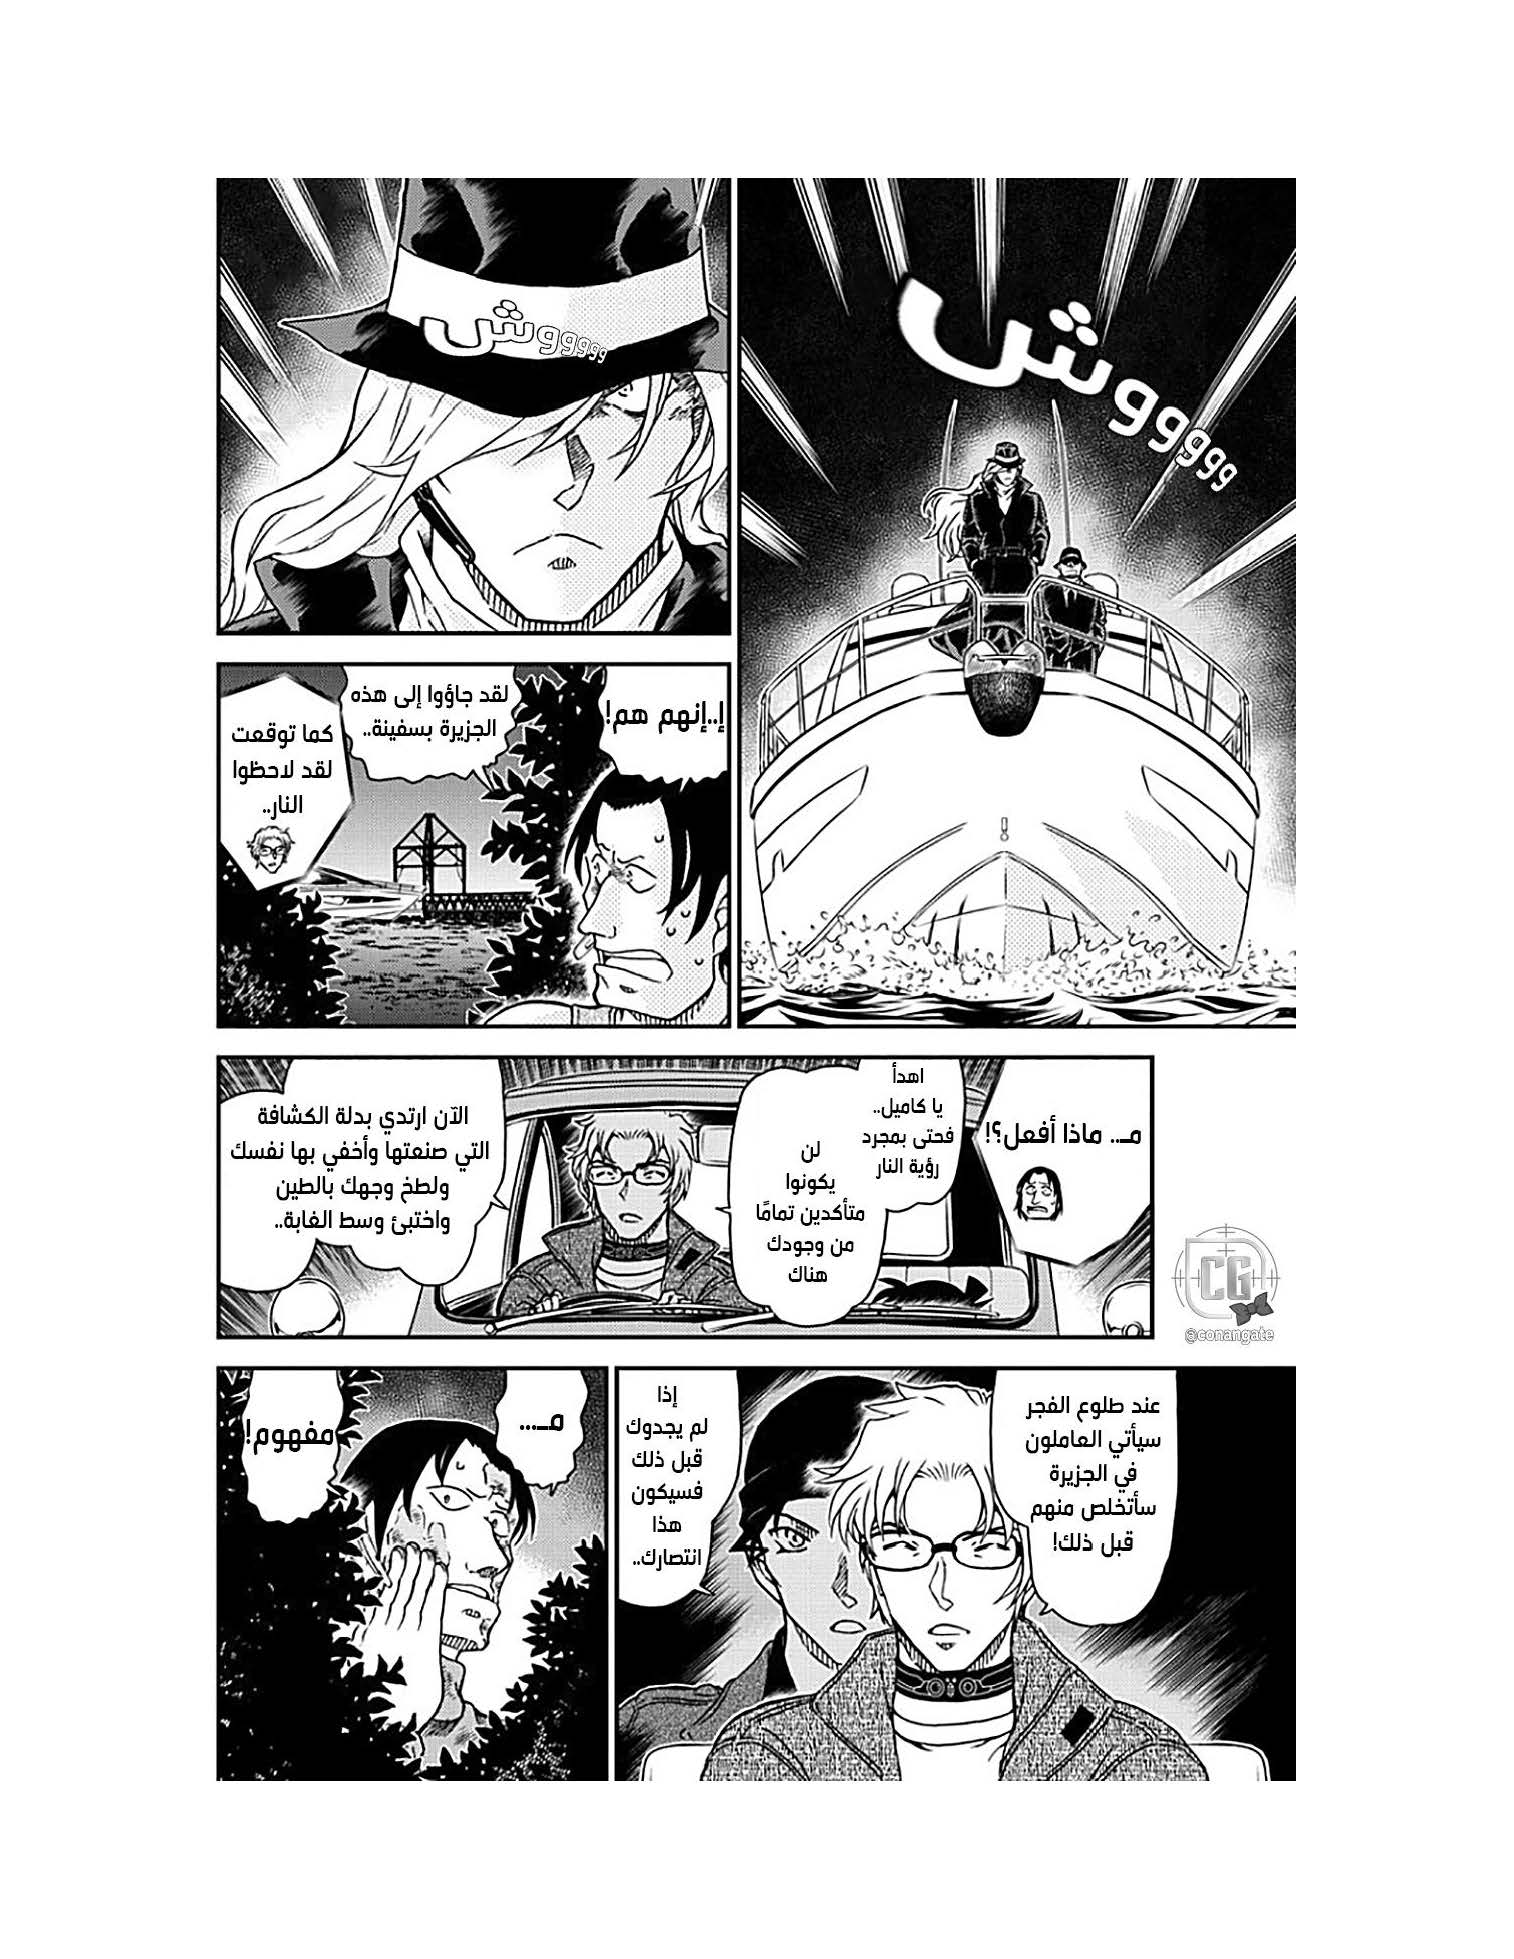 وووووووش
ووووووش
إ..إنهم هم!
لقد جاؤوا إلى هذه
الجزيرة بسفينة..
كما توقعت
لقد لاحظوا
النار..
مـ.. ماذا أفعل؟!
اهدأ
يا كاميل..
فحتى بمجرد
رؤية النار
لن
يكونوا
متأكدين تمامًا
من وجودك
هناك
الآن ارتدي بدلة الكشافة
التي صنعتها وأخفي بها نفسك
ولطخ وجهك بالطين
واختبئ وسط الغابة..
CG
@conangate
عند طلوع الفجر
سيأتي العاملون
في الجزيرة
سأتخلص منهم
قبل ذلك!
إذا
لم يجدوك
قبل ذلك
فسيكون
هذا
انتصارك..
مـ...
مفهوم!